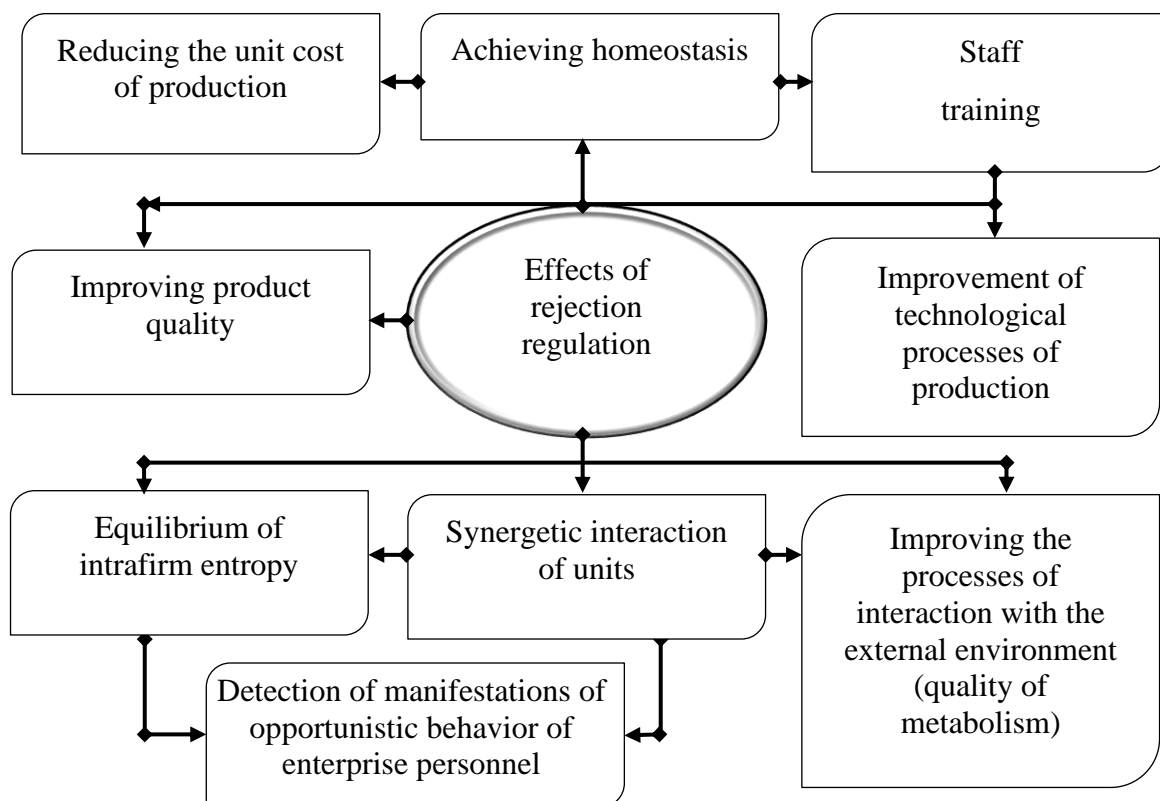 Reducing the unit cost
of production
Achieving homeostasis
Staff
training
Improving product
quality
Effects of
rejection
regulation
Improvement of
technological
processes of
production
Equilibrium of
intrafirm entropy
Synergetic interaction
of units
Improving the
processes of
interaction with the
external environment
(quality of
metabolism)
Detection of manifestations of
opportunistic behavior of
enterprise personnel